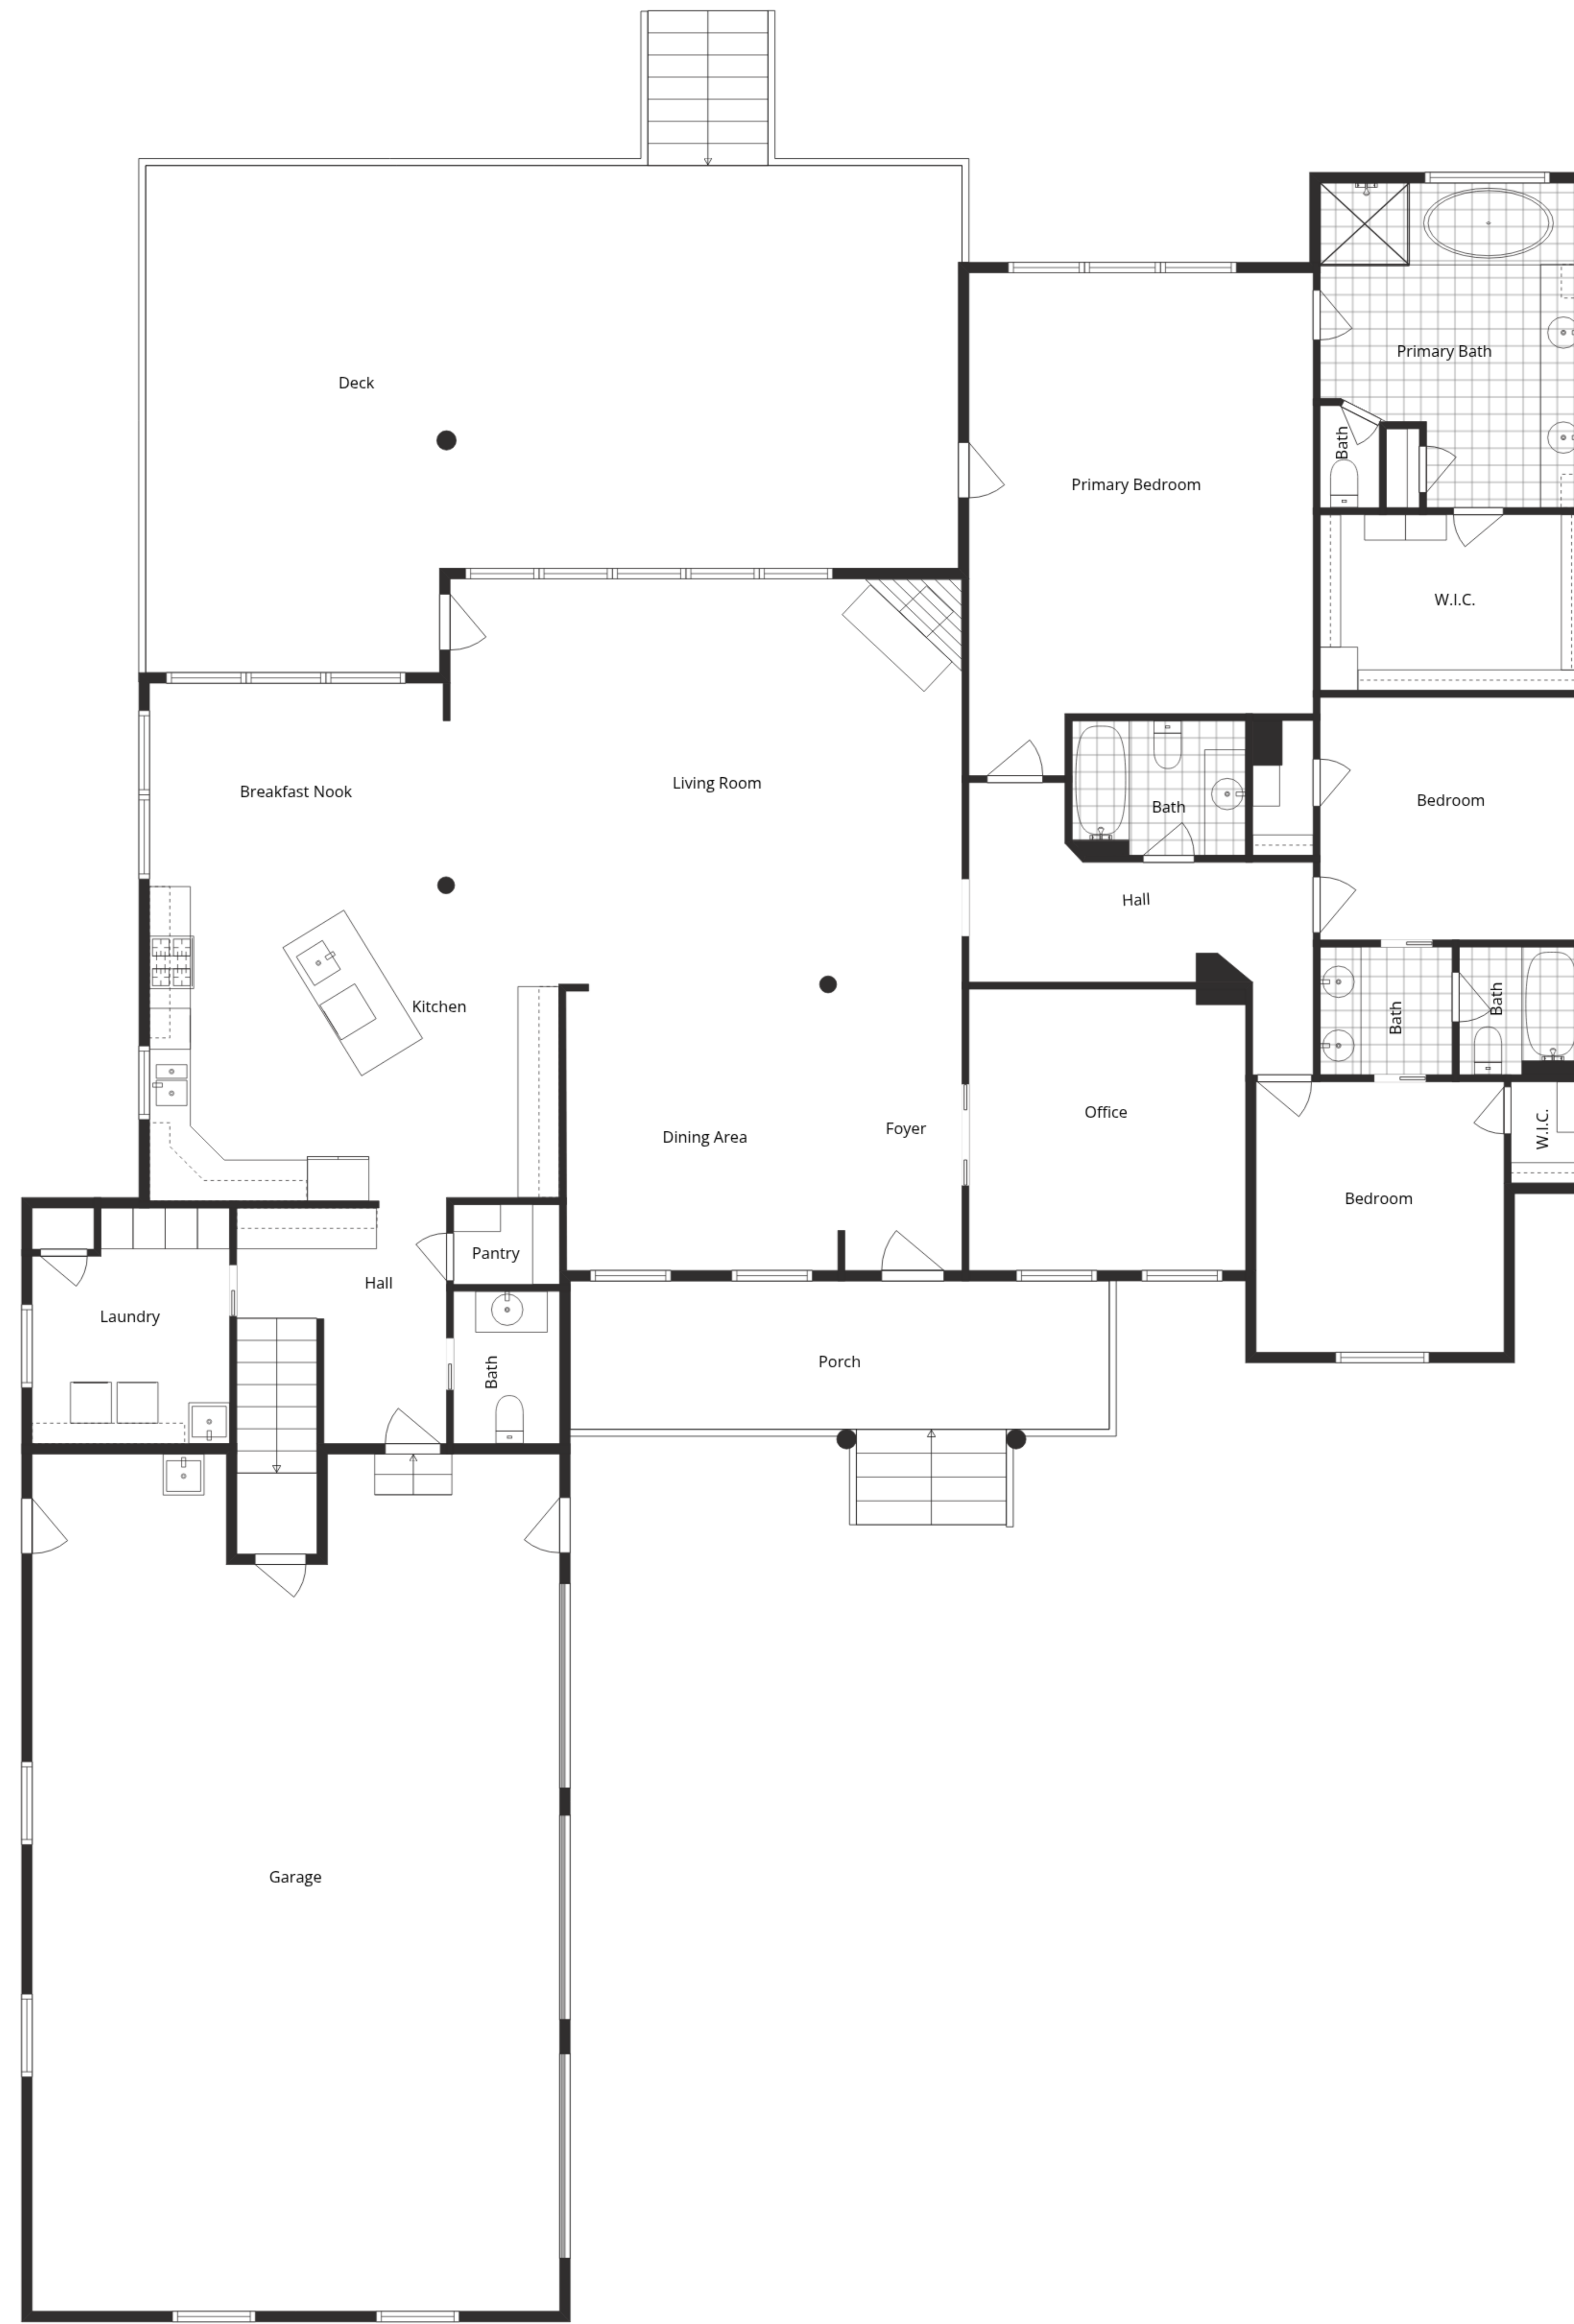 Primary Bath
Deck
Bath
Primary Bedroom
W.I.C.
Living Room
Breakfast Nook
Bedroom
Bath
Hall
Kitchen
Bath
Bath
Office
Foyer
Dining Area
W.I.C.
Bedroom
Pantry
Hall
Laundry
Porch
Bath
Garage